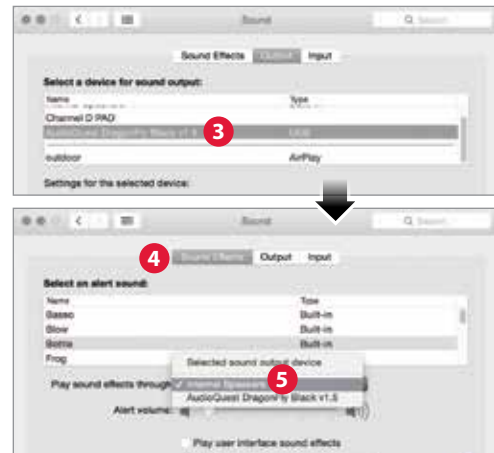 Sound
Search
Sound Effects Output Input
Select a device for sound output:
Name Type
Channel D PAD
AudioQuest DragonFly Black v1.5 USB
3
outdoor AirPlay
Settings for the selected device:
Sound
Search
4
Sound Effects Output Input
Select an alert sound:
Name Type
Basso Built-in
Blow Built-in
Bottle Built-in
Frog
Selected sound output device
Play sound effects through ✓ Internal Speakers
5
AudioQuest DragonFly Black v1.5
Alert volume:
Play user interface sound effects